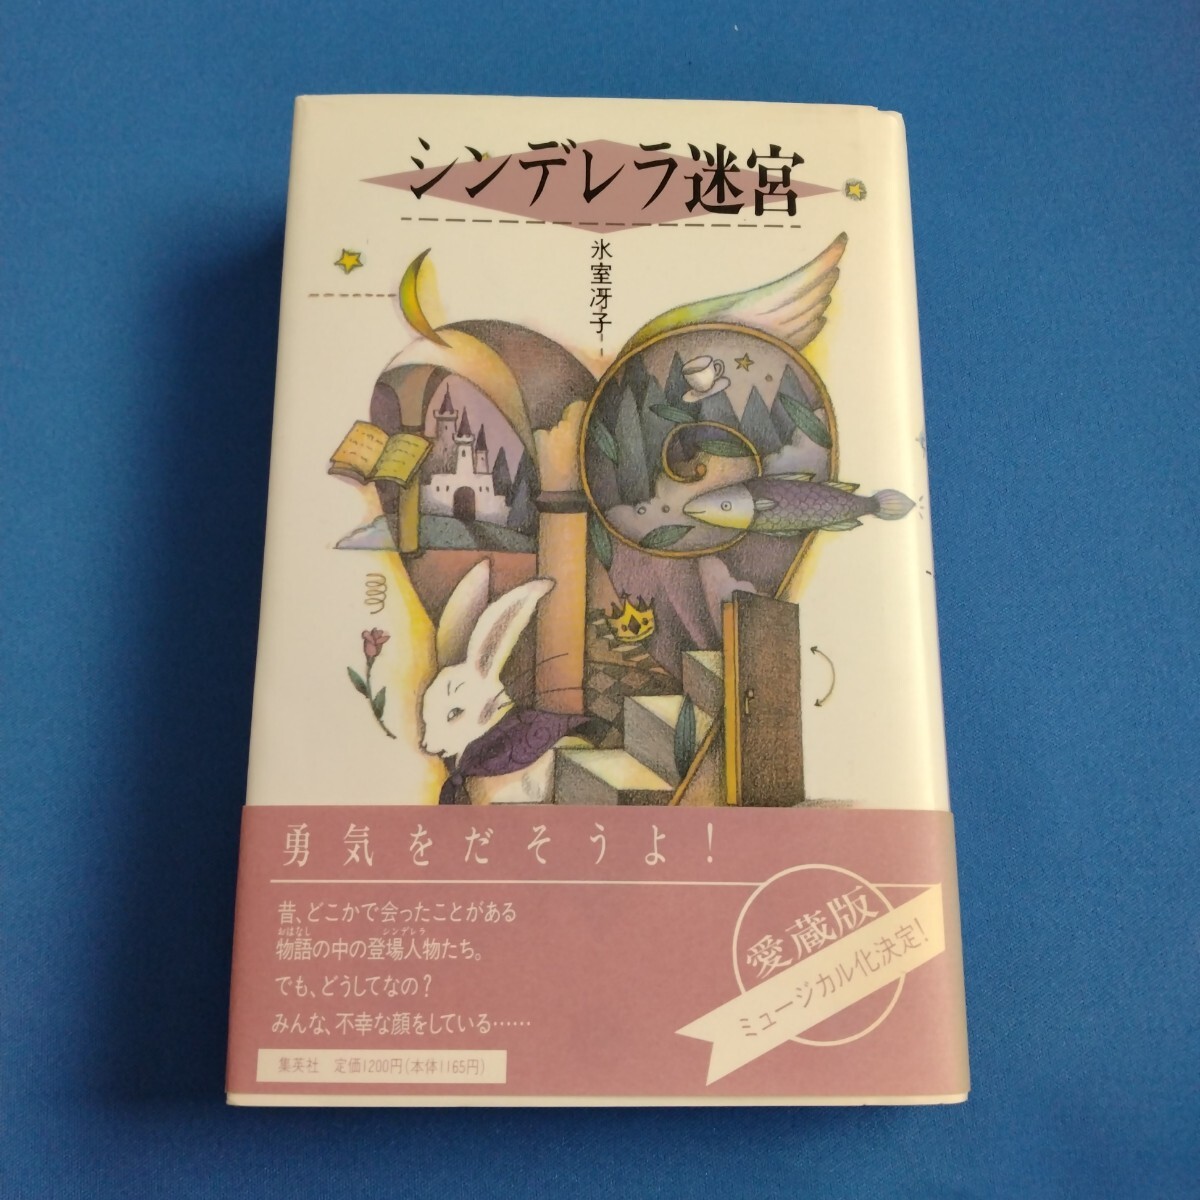 シンデレラ迷宮
氷室冴子
勇気をだそうよ!
昔、どこかで会ったことがある
おはなし シンデレラ
物語の中の登場人物たち。
でも、どうしてなの?
みんな、不幸な顔をしている……
愛蔵版
ミュージカル化決定!
集英社 定価1200円(本体1165円)